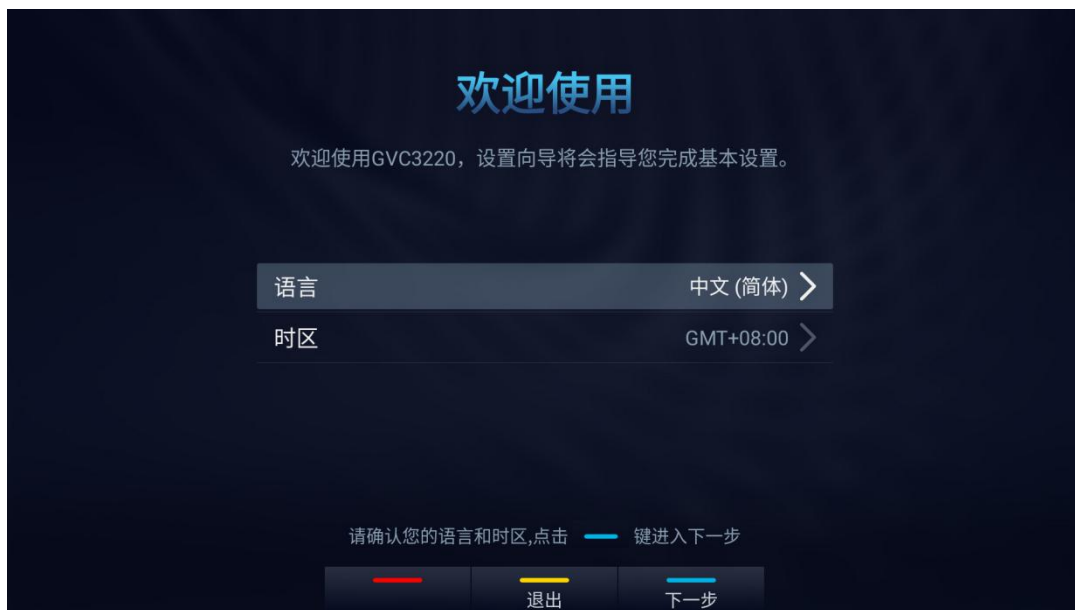 欢迎使用
欢迎使用GVC3220，设置向导将会指导您完成基本设置。
语言 中文 (简体)
时区 GMT+08:00
请确认您的语言和时区,点击 键进入下一步
退出 下一步